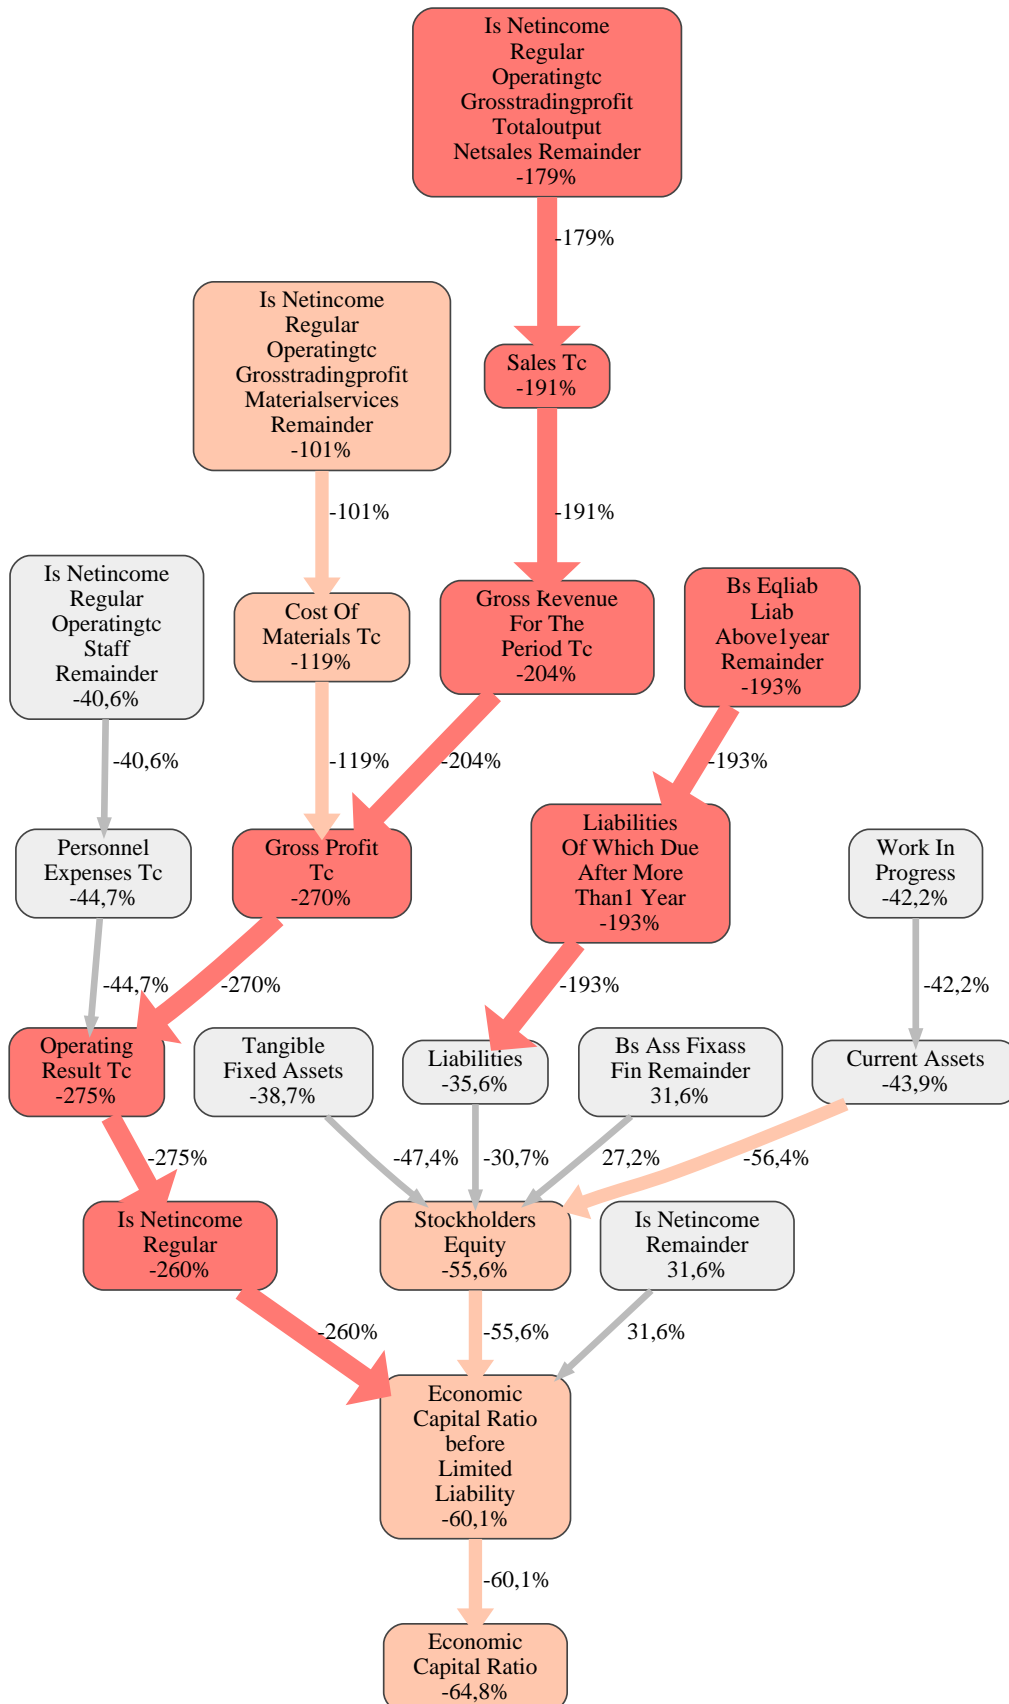 Is Netincome
Regular
Operatingtc
Grosstradingprofit
Totaloutput
Netsales Remainder
-179%
-179%
Is Netincome
Regular
Operatingtc
Grosstradingprofit
Materialservices
Remainder
-101%
Sales Tc
-191%
-101%
-191%
Is Netincome
Regular
Operatingtc
Staff
Remainder
-40,6%
Cost Of
Materials Tc
-119%
Gross Revenue
For The
Period Tc
-204%
Bs Eqliab
Liab
Above1year
Remainder
-193%
-40,6%
-119%
-204%
-193%
Personnel
Expenses Tc
-44,7%
Gross Profit
Tc
-270%
Liabilities
Of Which Due
After More
Than1 Year
-193%
Work In
Progress
-42,2%
-44,7%
-270%
-193%
-42,2%
Operating
Result Tc
-275%
Tangible
Fixed Assets
-38,7%
Liabilities
-35,6%
Bs Ass Fixass
Fin Remainder
31,6%
Current Assets
-43,9%
-275%
-47,4%
-30,7%
27,2%
-56,4%
Is Netincome
Regular
-260%
Stockholders
Equity
-55,6%
Is Netincome
Remainder
31,6%
-260%
-55,6%
31,6%
Economic
Capital Ratio
before
Limited
Liability
-60,1%
-60,1%
Economic
Capital Ratio
-64,8%